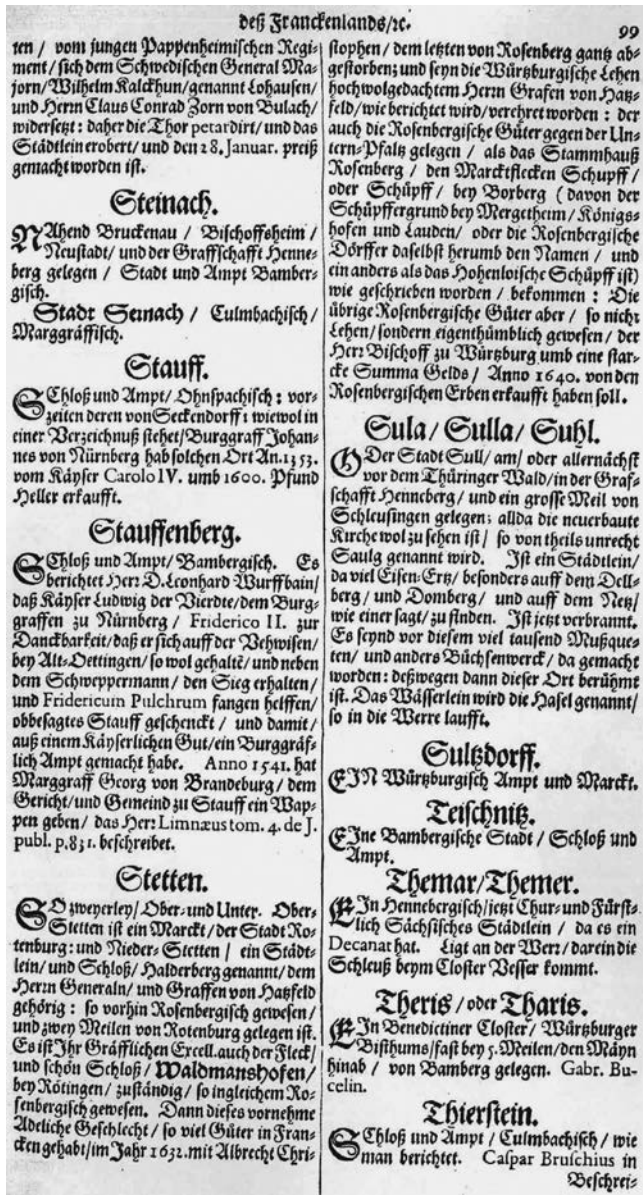 deß Franckenlands/ꝛc.
99
ten / vom jungen Pappenheimischen Regi-
ment / sich dem Schwedischen General Ma-
jorn/Wilhelm Kalckhun/genannt Lohausen/
und Herrn Claus Conrad Zorn von Bulach/
widersetzt: daher die Thor petardirt/und das
Städtlein erobert/ und den 28. Januar. preiß
gemacht worden ist.
Steinach.
NAhend Bruckenau / Bischoffsheim /
Neustadt/ und der Graffschafft Henne-
berg gelegen / Stadt und Ampt Bamber-
gisch.
Stadt Seinach / Culmbachisch /
Marggräffisch.
Stauff.
SChloß und Ampt/ Ohnspachisch: vor-
zeiten deren von Seckendorff: wiewol in
einer Verzeichnuß stehet/Burggraff Johan-
nes von Nürnberg hab solchen Ort An. 1353.
vom Käyser Carolo IV. umb 1600. Pfund
Heller erkaufft.
Stauffenberg.
SChloß und Ampt/ Bambergisch. Es
berichtet Herr D. Leonhard Wurffbain/
daß Käyser Ludwig der Vierdte/dem Burg-
graffen zu Nürnberg / Friderico II. zur
Danckbarkeit/daß er sich auff der Vehwisen/
bey Alt-Oettingen/so wol gehaltē/und neben
dem Schweppermann / den Sieg erhalten/
und Fridericum Pulchrum fangen helffen/
obbesagtes Stauff geschenckt / und damit/
auß einem Käyserlichen Gut/ein Burggräf-
lich Ampt gemacht habe. Anno 1541. hat
Marggraff Georg von Brandeburg / dem
Gericht/und Gemeind zu Stauff ein Wap-
pen geben/ das Herr Limnæus tom. 4. de J.
publ. p. 831. beschreibet.
Stetten.
SO zweyerley/Ober-und Unter. Ober-
Stetten ist ein Marckt/der Stadt Ro-
tenburg: und Nieder-Stetten / ein Städt-
lein/ und Schloß/ Halderberg genannt/dem
Herrn Generaln/ und Graffen von Hatzfeld
gehörig: so vorhin Rosenbergisch gewesen /
und zwey Meilen von Rotenburg gelegen ist.
Es ist Ihr Gräfflichen Excell. auch der Fleck/
und schön Schloß/ Waldmanshofen/
bey Rötingen/ zuständig / so ingleichem Ro-
senbergisch gewesen. Dann dieses vornehme
Adeliche Geschlecht / so viel Güter in Fran-
cken gehabt/im Jahr 1632. mit Albrecht Chri-
stophen / dem letzten von Rosenberg gantz ab-
gestorben; und seyn die Würtzburgische Lehen
hochwolgedachtem Herrn Grafen von Hatz-
feld/wie berichtet wird/verehret worden : der
auch die Rosenbergische Güter gegen der Un-
tern-Pfaltz gelegen / als das Stammhauß
Rosenberg / den Marcktflecken Schupff/
oder Schüpff / bey Borberg (davon der
Schüpffergrund bey Mergetheim/ Königs-
hofen und Lauden/ oder die Rosenbergische
Dörffer daselbst herumb den Namen / und
ein anders als das Hohenloische Schüpff ist)
wie geschrieben worden / bekommen : Die
übrige Rosenbergische Güter aber / so nicht
Lehen/ sondern eigenthümblich gewesen / der
Herr Bischoff zu Würtzburg umb eine star-
cke Summa Gelds / Anno 1640. von den
Rosenbergischen Erben erkaufft haben soll.
Sula/ Sulla/ Suhl.
ODer Stadt Sull/ am/ oder allernächst
vor dem Thüringer Wald/in der Graf-
schafft Henneberg/ und ein grosse Meil von
Schleusingen gelegen; allda die neuerbaute
Kirche wol zu sehen ist/ so von theils unrecht
Saulg genannt wird. Ist ein Städtlein/
da viel Eisen-Ertz/ besonders auff dem Dell-
berg / und Domberg/ und auff dem Netz/
wie einer sagt/ zu finden. Ist jetzt verbrannt.
Es seynd vor diesem viel tausend Mußque-
ten/ und anders Büchsenwerck/ da gemacht
worden: deßwegen dann dieser Ort berühmt
ist. Das Wässerlein wird die Hasel genannt/
so in die Werre laufft.
Sultzdorff.
EIN Würtzburgisch Ampt und Marckt.
Teischnitz.
EIne Bambergische Stadt / Schloß und
Ampt.
Themar/Themer.
EIn Hennebergisch/jetzt Chur-und Fürst-
lich Sächsisches Städtlein / da es ein
Decanat hat. Ligt an der Werr/ darein die
Schleuß beym Closter Vesser kommt.
Theris / oder Tharis.
EIn Benedictiner Closter/ Würtzburger
Bisthums/fast bey 5. Meilen/den Mäyn
hinab / von Bamberg gelegen. Gabr. Bu-
celin.
Thierstein.
SChloß und Ampt / Culmbachisch / wie
man berichtet. Caspar Bruschius in
Beschrei-